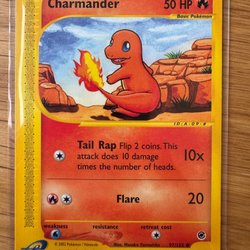 Charmander 50 HP
Basic Pokémon
Tail Rap Flip 2 coins. This
attack does 10 damage
times the number of heads.
10x
Flare 20
weakness resistance retreat cost